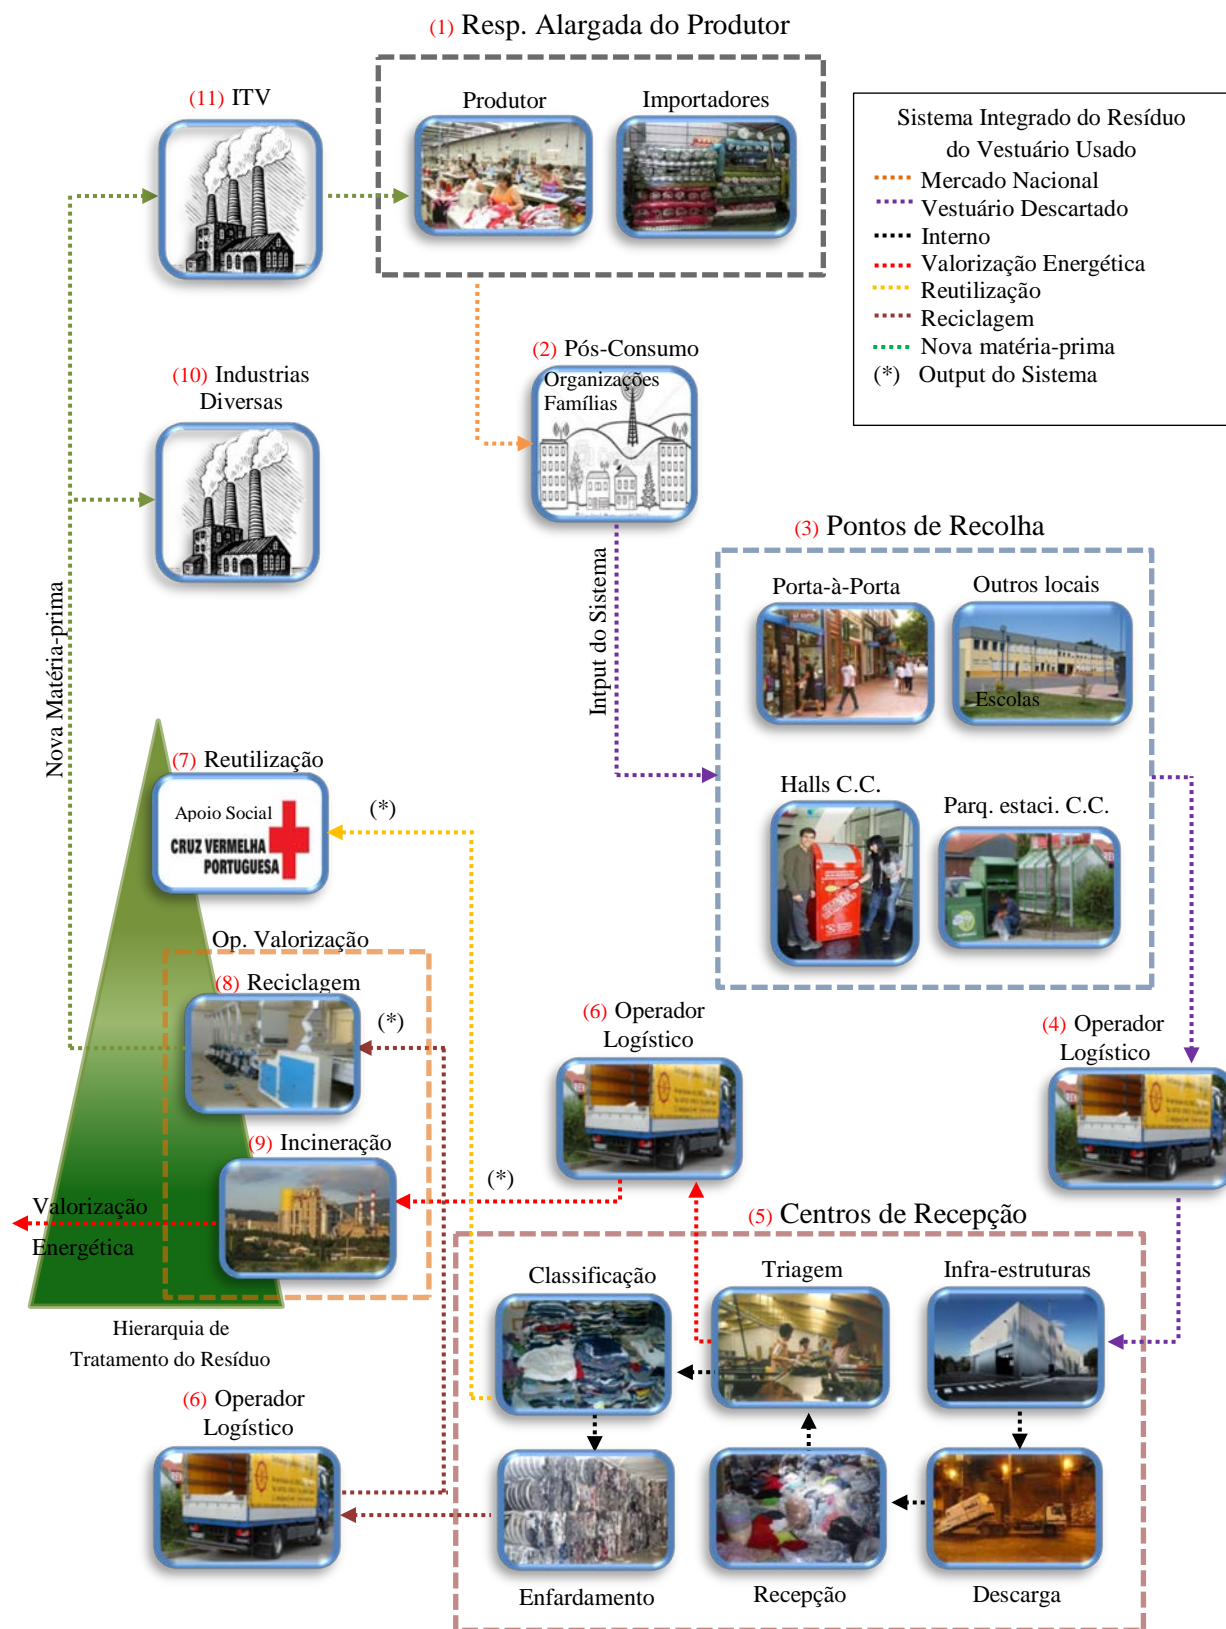 (1) Resp. Alargada do Produtor
(11) ITV
Produtor
Importadores
Sistema Integrado do Resíduo
do Vestuário Usado
Mercado Nacional
Vestuário Descartado
Interno
Valorização Energética
Reutilização
Reciclagem
Nova matéria-prima
(*) Output do Sistema
(10) Industrias
Diversas
(2) Pós-Consumo
Organizações
Famílias
(3) Pontos de Recolha
Porta-à-Porta
Outros locais
Escolas
Intput do Sistema
Nova Matéria-prima
Halls C.C.
Parq. estaci. C.C.
(7) Reutilização
Apoio Social
CRUZ VERMELHA
PORTUGUESA
(*)
Op. Valorização
(8) Reciclagem
(*)
(6) Operador
Logístico
(4) Operador
Logístico
(9) Incineração
(*)
Valorização
Energética
(5) Centros de Recepção
Classificação
Triagem
Infra-estruturas
Hierarquia de
Tratamento do Resíduo
(6) Operador
Logístico
Enfardamento
Recepção
Descarga